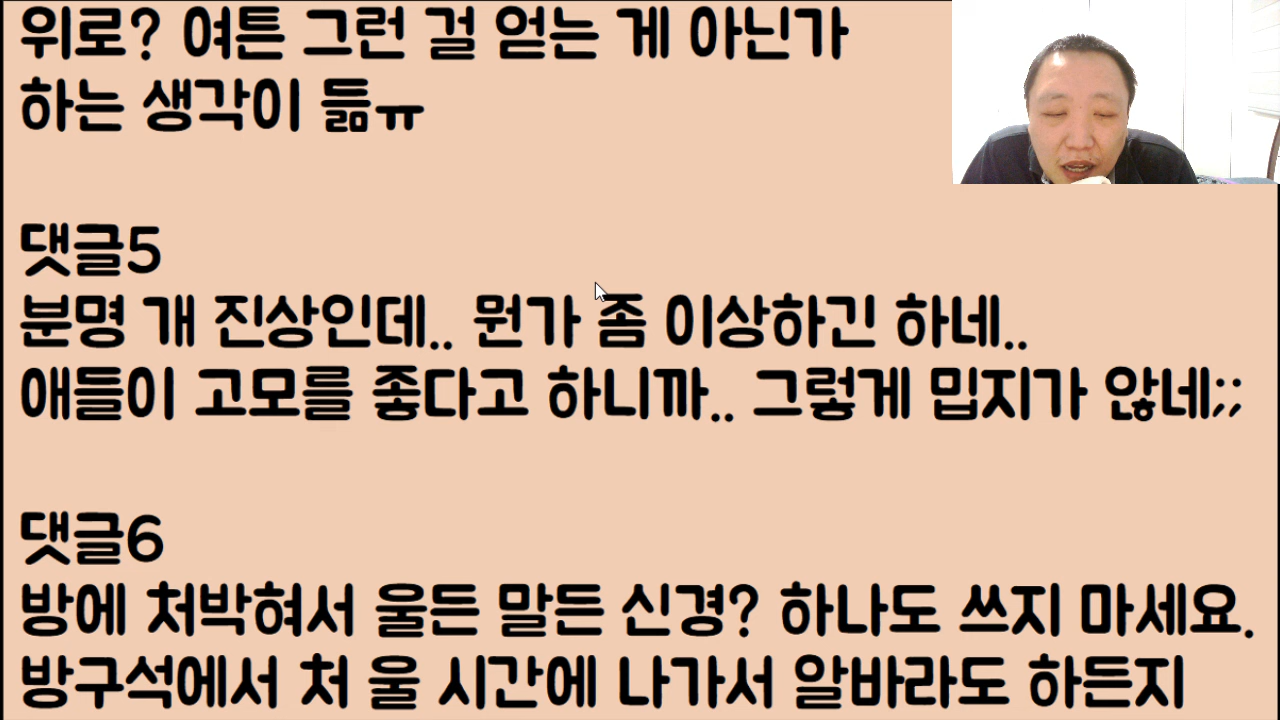 위로? 여튼 그런 걸 얻는 게 아닌가
하는 생각이 듦ㅠ
댓글5
분명 개 진상인데.. 뭔가 좀 이상하긴 하네..
애들이 고모를 좋다고 하니까.. 그렇게 밉지가 않네;;
댓글6
방에 처박혀서 울든 말든 신경? 하나도 쓰지 마세요.
방구석에서 처 울 시간에 나가서 알바라도 하든지